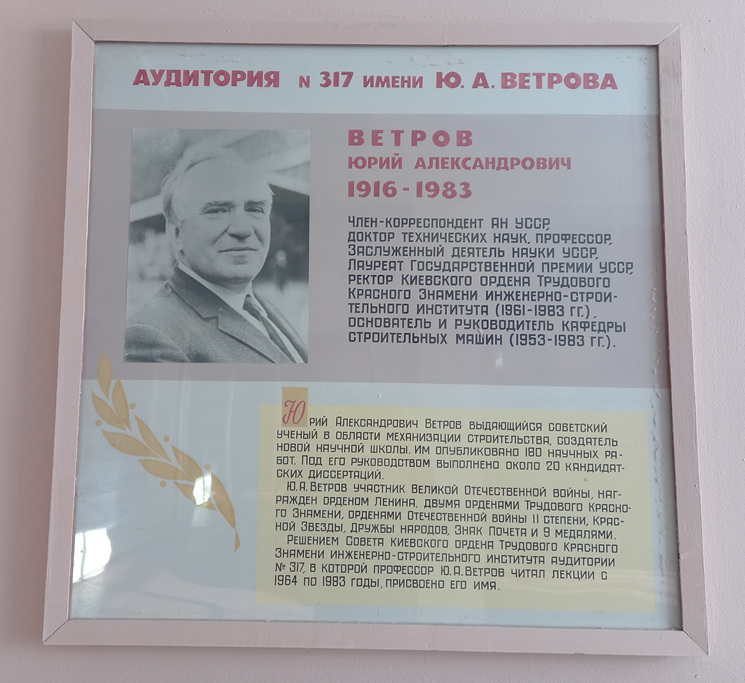 АУДИТОРИЯ N 317 ИМЕНИ Ю. А. ВЕТРОВА
ВЕТРОВ
ЮРИЙ АЛЕКСАНДРОВИЧ
1916 - 1983
ЧЛЕН-КОРРЕСПОНДЕНТ АН УССР,
ДОКТОР ТЕХНИЧЕСКИХ НАУК, ПРОФЕССОР,
ЗАСЛУЖЕННЫЙ ДЕЯТЕЛЬ НАУКИ УССР,
ЛАУРЕАТ ГОСУДАРСТВЕННОЙ ПРЕМИИ УССР,
РЕКТОР КИЕВСКОГО ОРДЕНА ТРУДОВОГО
КРАСНОГО ЗНАМЕНИ ИНЖЕНЕРНО-СТРОИ-
ТЕЛЬНОГО ИНСТИТУТА (1961-1983 ГГ.),
ОСНОВАТЕЛЬ И РУКОВОДИТЕЛЬ КАФЕДРЫ
СТРОИТЕЛЬНЫХ МАШИН (1953-1983 ГГ.).
ЮРИЙ АЛЕКСАНДРОВИЧ ВЕТРОВ ВЫДАЮЩИЙСЯ СОВЕТСКИЙ
УЧЕНЫЙ В ОБЛАСТИ МЕХАНИЗАЦИИ СТРОИТЕЛЬСТВА, СОЗДАТЕЛЬ
НОВОЙ НАУЧНОЙ ШКОЛЫ. ИМ ОПУБЛИКОВАНО 180 НАУЧНЫХ РА-
БОТ. ПОД ЕГО РУКОВОДСТВОМ ВЫПОЛНЕНО ОКОЛО 20 КАНДИДАТ-
СКИХ ДИССЕРТАЦИЙ.
Ю.А.ВЕТРОВ УЧАСТНИК ВЕЛИКОЙ ОТЕЧЕСТВЕННОЙ ВОЙНЫ, НАГ-
РАЖДЕН ОРДЕНОМ ЛЕНИНА, ДВУМЯ ОРДЕНАМИ ТРУДОВОГО КРАСНО-
ГО ЗНАМЕНИ, ОРДЕНАМИ ОТЕЧЕСТВЕННОЙ ВОЙНЫ II СТЕПЕНИ, КРАС-
НОЙ ЗВЕЗДЫ, ДРУЖБЫ НАРОДОВ, ЗНАК ПОЧЕТА И 9 МЕДАЛЯМИ.
РЕШЕНИЕМ СОВЕТА КИЕВСКОГО ОРДЕНА ТРУДОВОГО КРАСНОГО
ЗНАМЕНИ ИНЖЕНЕРНО-СТРОИТЕЛЬНОГО ИНСТИТУТА АУДИТОРИИ
№ 317, В КОТОРОЙ ПРОФЕССОР Ю.А.ВЕТРОВ ЧИТАЛ ЛЕКЦИИ С
1964 ПО 1983 ГОДЫ, ПРИСВОЕНО ЕГО ИМЯ.